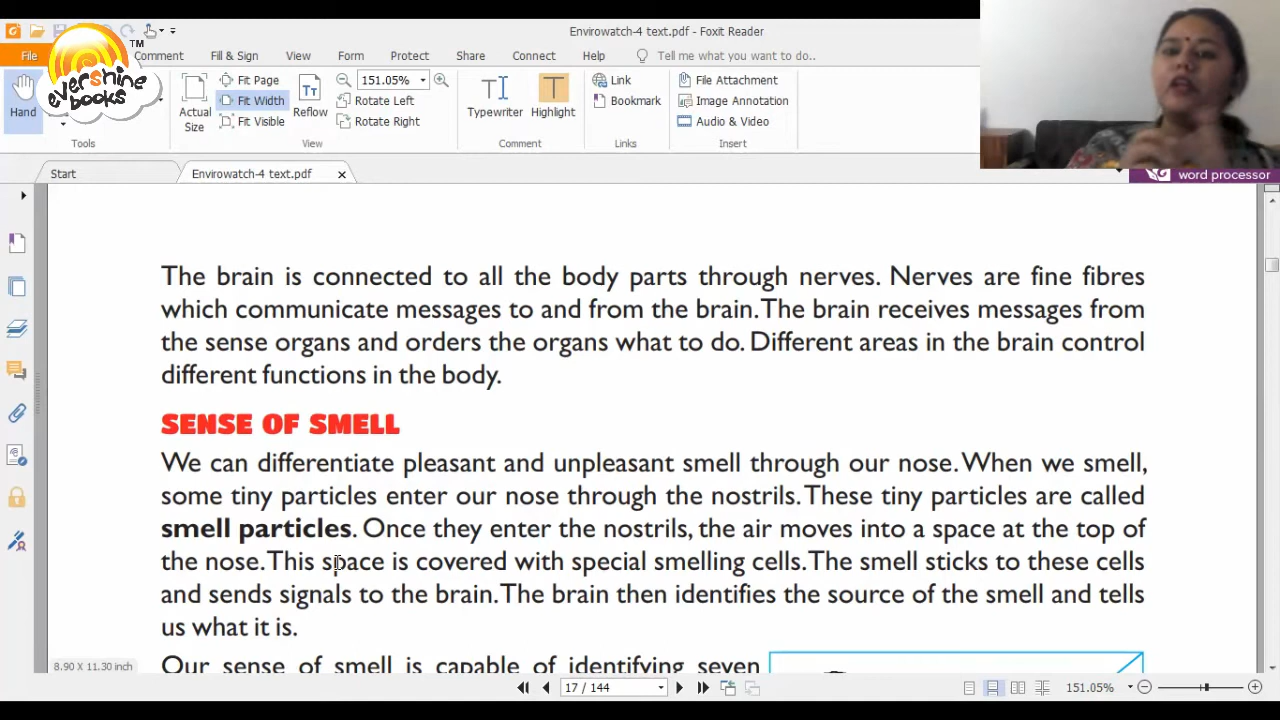 Envirowatch-4 text.pdf - Foxit Reader
File Comment Fill & Sign View Form Protect Share Connect Help Tell me what you want to do..
TM
evershine
books
Hand
Tools
Actual
Size
Fit Page
Fit Width
Fit Visible
Reflow
151.05%
Rotate Left
Rotate Right
View
Typewriter
Highlight
Comment
Link
Bookmark
Links
File Attachment
Image Annotation
Audio & Video
Insert
word processor
Start
Envirowatch-4 text.pdf
The brain is connected to all the body parts through nerves. Nerves are fine fibres
which communicate messages to and from the brain. The brain receives messages from
the sense organs and orders the organs what to do. Different areas in the brain control
different functions in the body.
SENSE OF SMELL
We can differentiate pleasant and unpleasant smell through our nose. When we smell,
some tiny particles enter our nose through the nostrils. These tiny particles are called
smell particles. Once they enter the nostrils, the air moves into a space at the top of
the nose. This space is covered with special smelling cells. The smell sticks to these cells
and sends signals to the brain. The brain then identifies the source of the smell and tells
us what it is.
Our sense of smell is capable of identifying seven
8.90 X 11.30 inch
17 / 144
151.05%